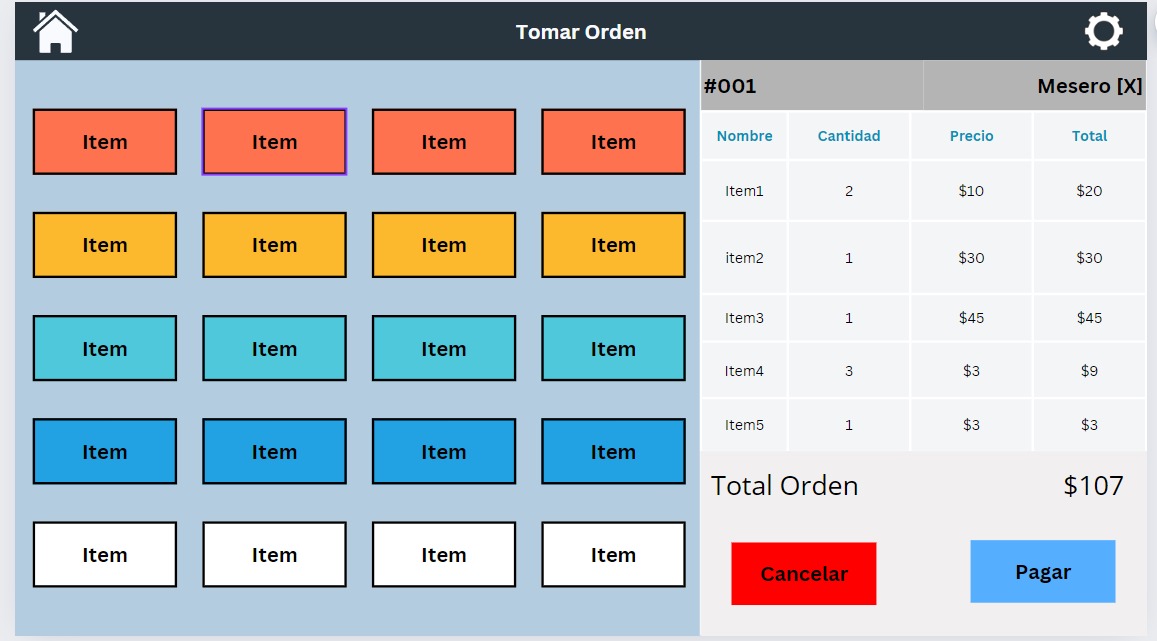 Tomar Orden
#001 Mesero [X]
Item Item Item Item
Item Item Item Item
Item Item Item Item
Item Item Item Item
Item Item Item Item
Nombre Cantidad Precio Total
Item1 2 $10 $20
item2 1 $30 $30
Item3 1 $45 $45
Item4 3 $3 $9
Item5 1 $3 $3
Total Orden $107
Cancelar Pagar